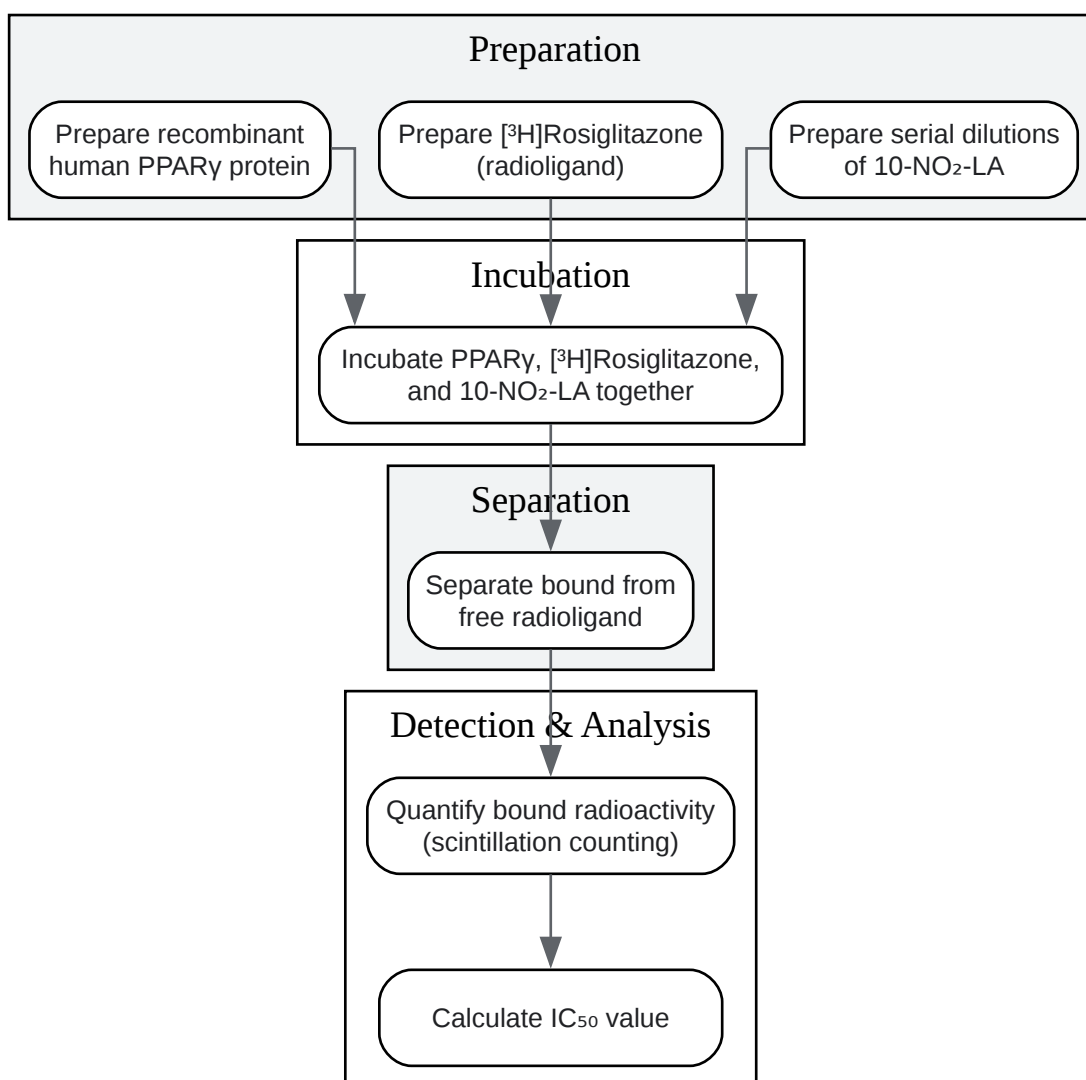 Preparation
Prepare recombinant
human PPARγ protein
Prepare [³H]Rosiglitazone
(radioligand)
Prepare serial dilutions
of 10-NO₂-LA
Incubation
Incubate PPARγ, [³H]Rosiglitazone,
and 10-NO₂-LA together
Separation
Separate bound from
free radioligand
Detection & Analysis
Quantify bound radioactivity
(scintillation counting)
Calculate IC₅₀ value